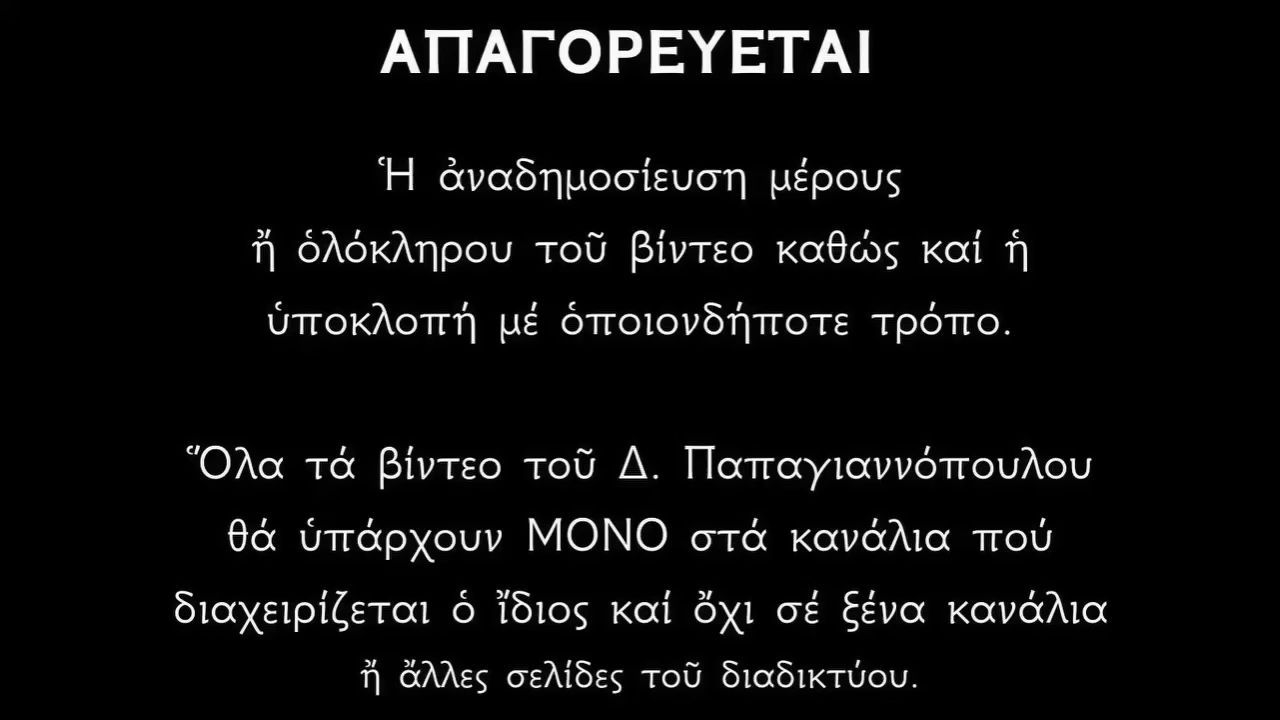 ΑΠΑΓΟΡΕΥΕΤΑΙ
Ἡ ἀναδημοσίευση μέρους
ἤ ὁλόκληρου τοῦ βίντεο καθώς καί ἡ
ὑποκλοπή μέ ὁποιονδήποτε τρόπο.
Ὅλα τά βίντεο τοῦ Δ. Παπαγιαννόπουλου
θά ὑπάρχουν ΜΟΝΟ στά κανάλια πού
διαχειρίζεται ὁ ἴδιος καί ὄχι σέ ξένα κανάλια
ἤ ἄλλες σελίδες τοῦ διαδικτύου.